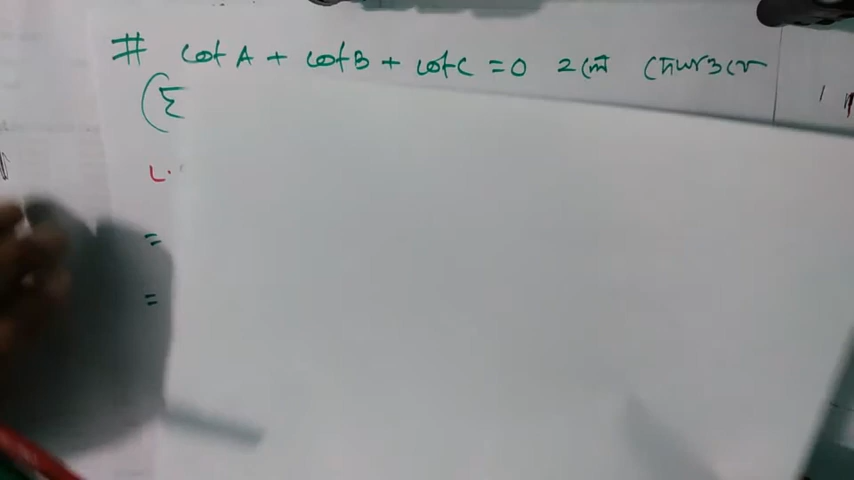 # cot A + cot B + cot C = 0 হলে দেখাও যে
(Σ
L.
=
=